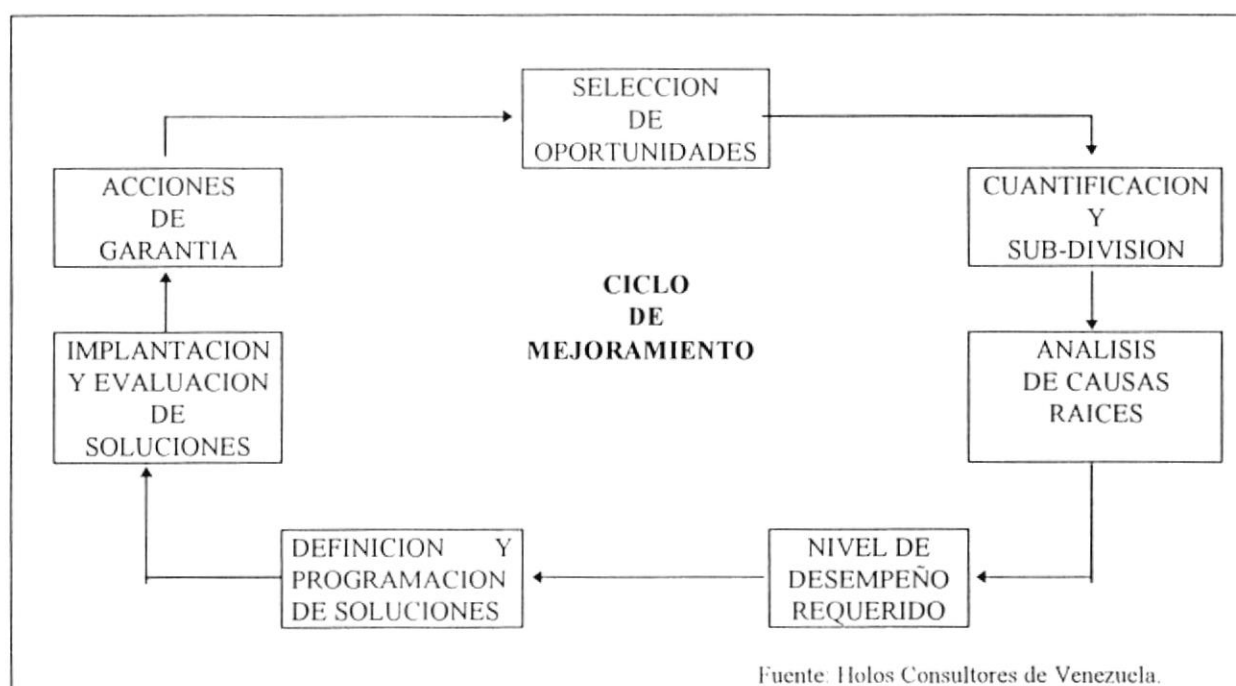 SELECCION
DE
OPORTUNIDADES
CUANTIFICACION
Y
SUB-DIVISION
ANALISIS
DE CAUSAS
RAICES
NIVEL DE
DESEMPEÑO
REQUERIDO
DEFINICION Y
PROGRAMACION
DE SOLUCIONES
IMPLANTACION
Y EVALUACION
DE
SOLUCIONES
ACCIONES
DE
GARANTIA
CICLO
DE
MEJORAMIENTO
Fuente: Holos Consultores de Venezuela.